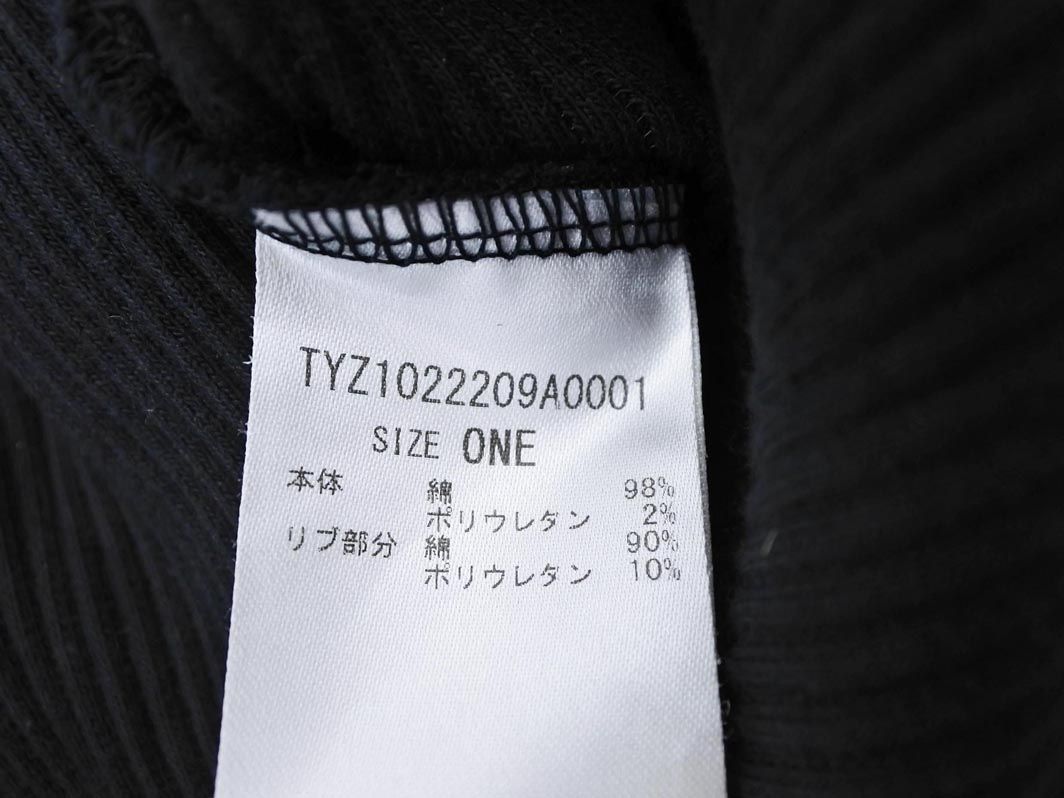 TYZ1022209A0001
SIZE ONE
本体 綿 98%
ポリウレタン 2%
リブ部分 綿 90%
ポリウレタン 10%